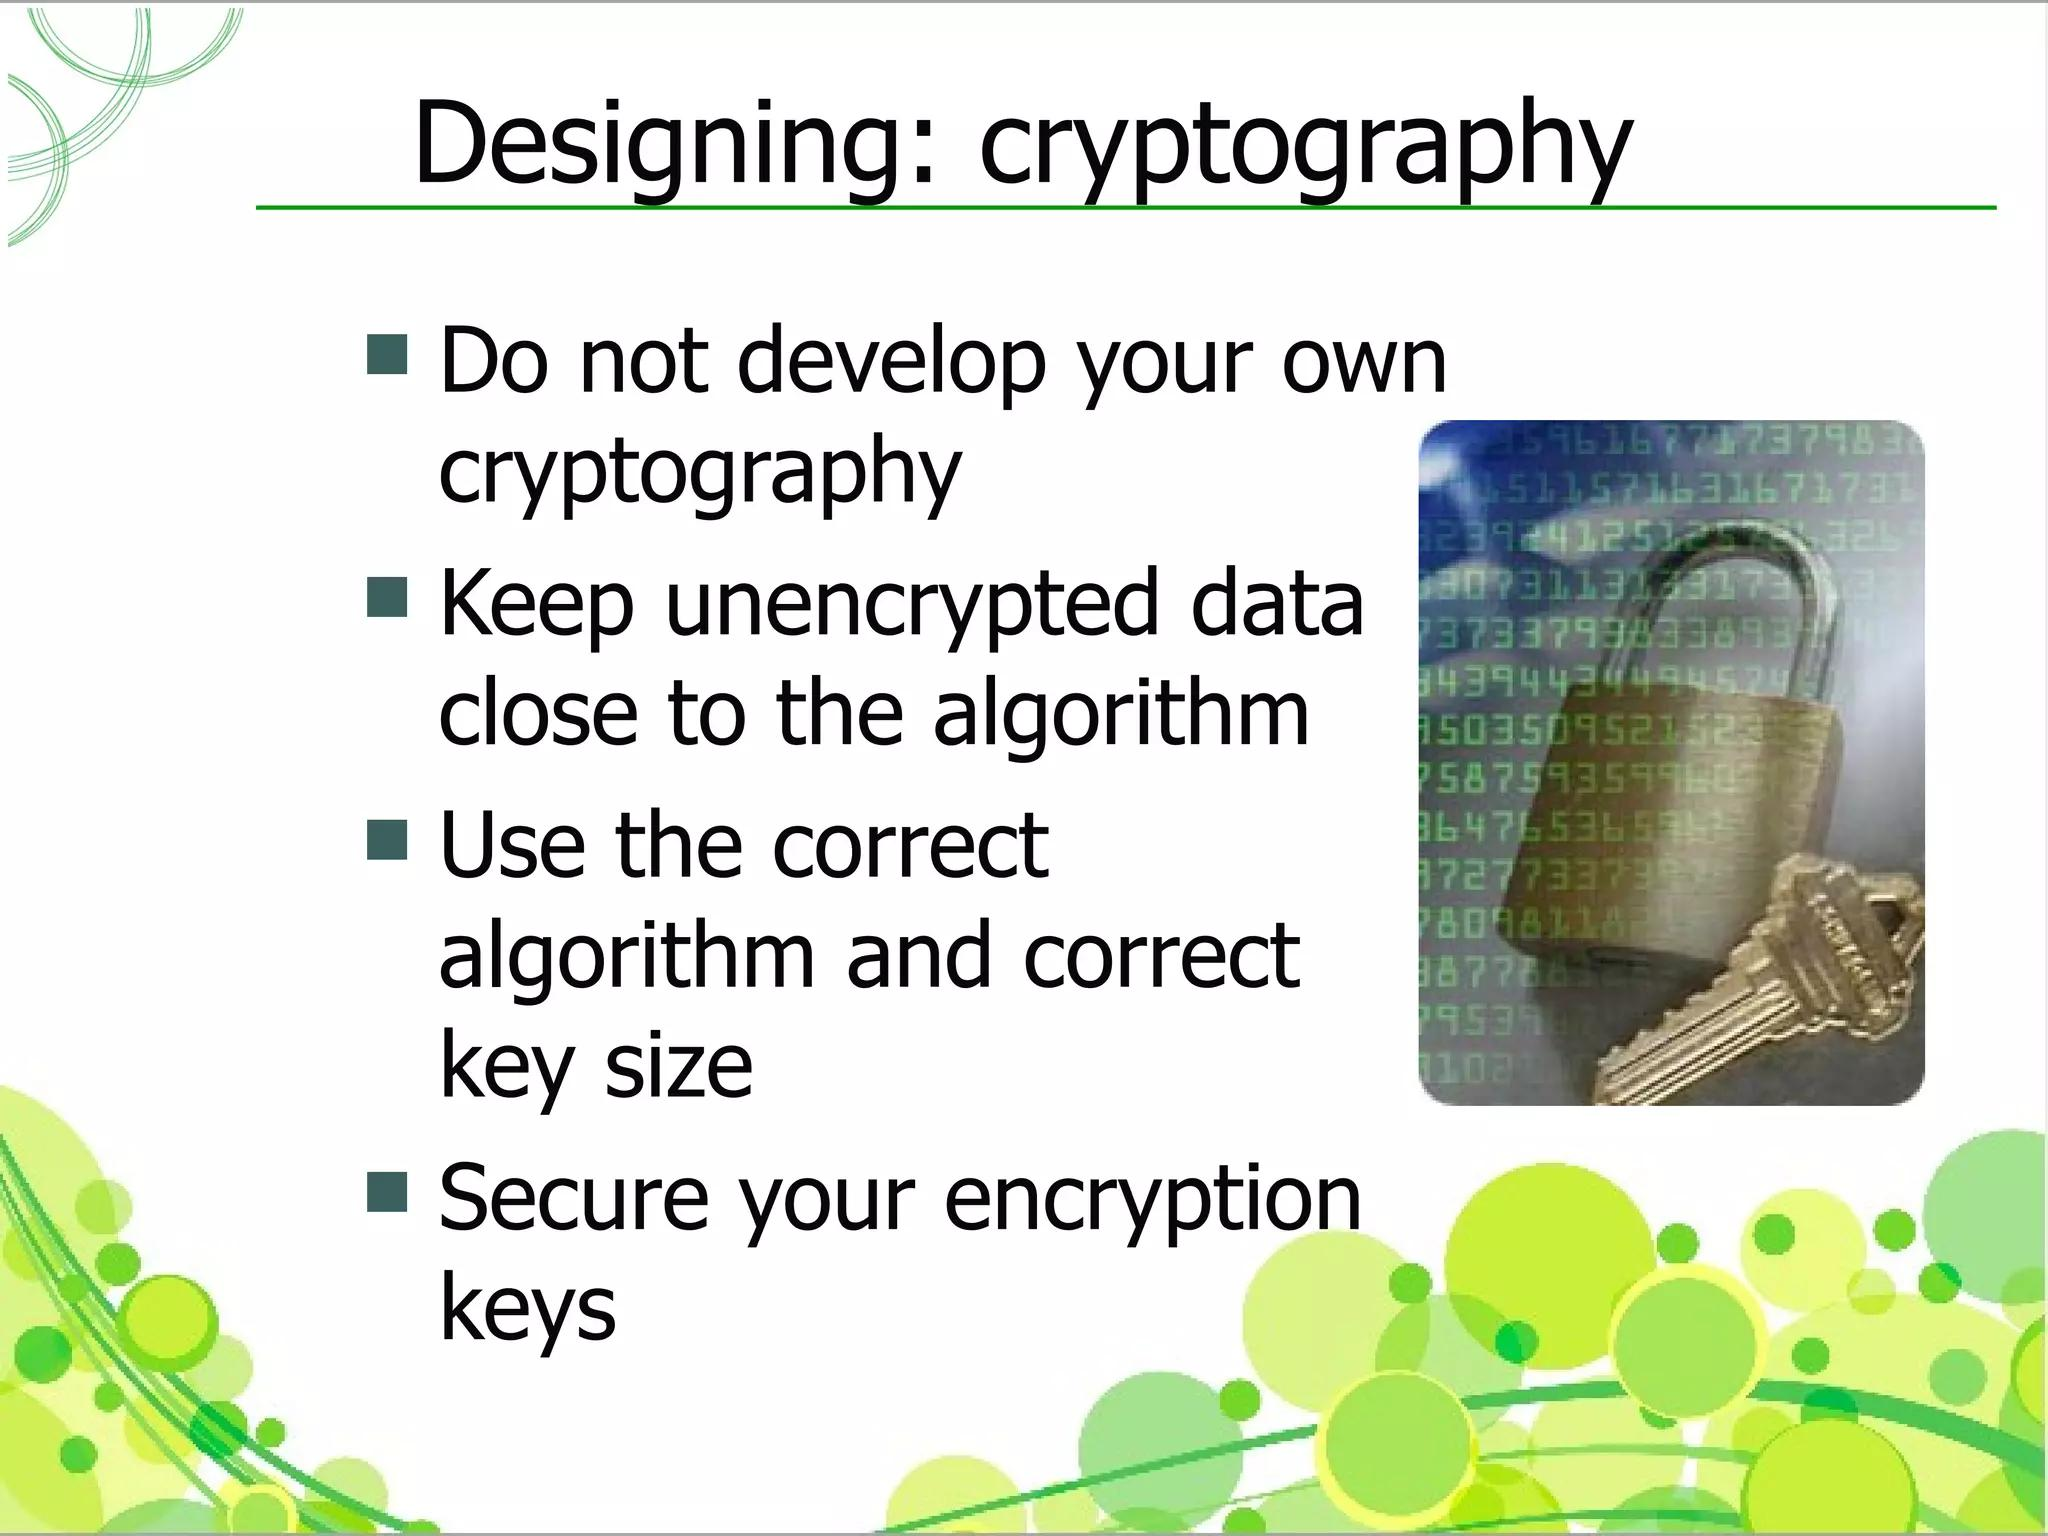 Designing: cryptography
Do not develop your own
cryptography
Keep unencrypted data
close to the algorithm
Use the correct
algorithm and correct
key size
Secure your encryption
keys